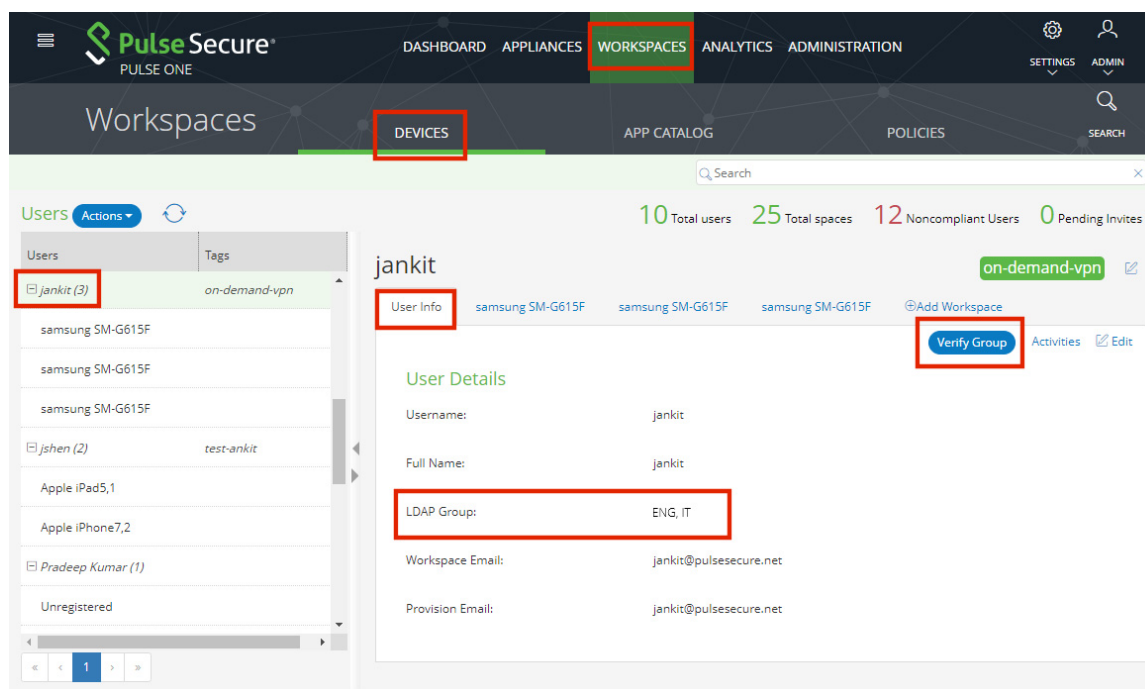 Pulse Secure
PULSE ONE
DASHBOARD APPLIANCES WORKSPACES ANALYTICS ADMINISTRATION
SETTINGS ADMIN
Workspaces
DEVICES APP CATALOG POLICIES
SEARCH
Search
Users Actions
10 Total users 25 Total spaces 12 Noncompliant Users 0 Pending Invites
Users Tags
jankit (3) on-demand-vpn
samsung SM-G615F
samsung SM-G615F
samsung SM-G615F
jshen (2) test-ankit
Apple iPad5,1
Apple iPhone7,2
Pradeep Kumar (1)
Unregistered
« ‹ 1 › »
jankit
on-demand-vpn
User Info samsung SM-G615F samsung SM-G615F samsung SM-G615F Add Workspace
Verify Group Activities Edit
User Details
Username: jankit
Full Name: jankit
LDAP Group: ENG, IT
Workspace Email: jankit@pulsesecure.net
Provision Email: jankit@pulsesecure.net